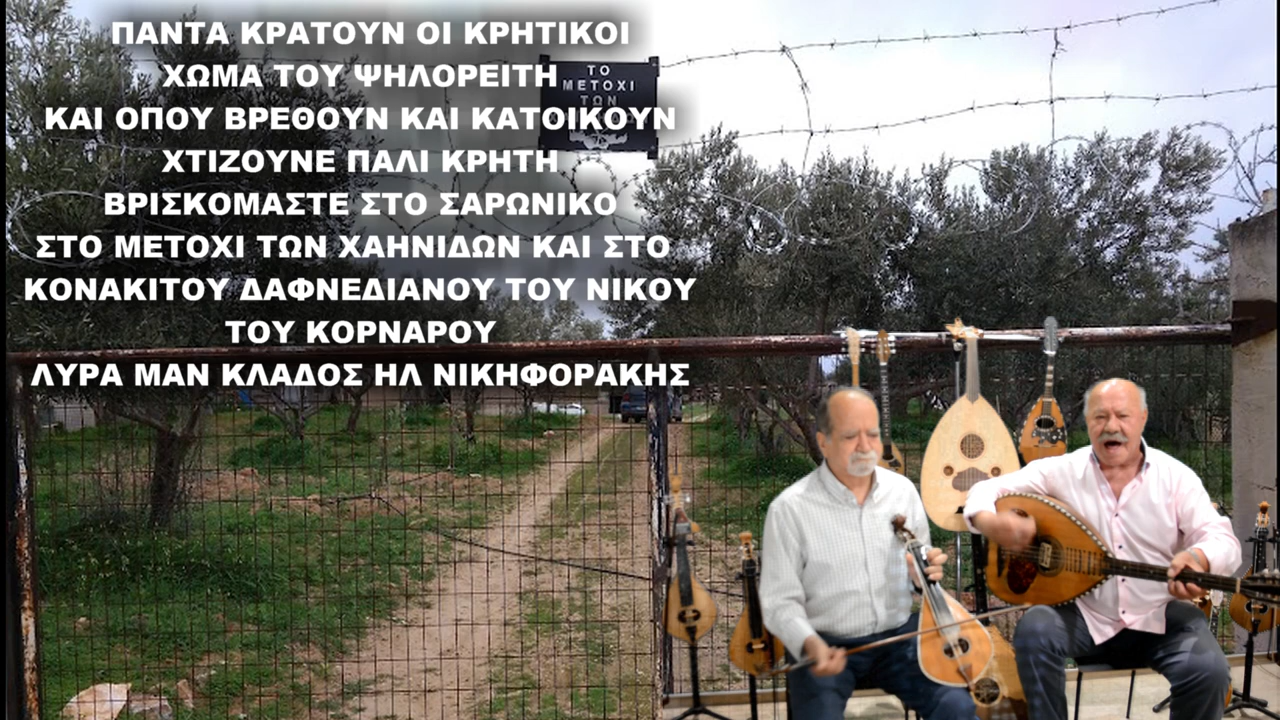 ΠΑΝΤΑ ΚΡΑΤΟΥΝ ΟΙ ΚΡΗΤΙΚΟΙ
ΧΩΜΑ ΤΟΥ ΨΗΛΟΡΕΙΤΗ
ΚΑΙ ΟΠΟΥ ΒΡΕΘΟΥΝ ΚΑΙ ΚΑΤΟΙΚΟΥΝ
ΧΤΙΖΟΥΝΕ ΠΑΛΙ ΚΡΗΤΗ
ΒΡΙΣΚΟΜΑΣΤΕ ΣΤΟ ΣΑΡΩΝΙΚΟ
ΣΤΟ ΜΕΤΟΧΙ ΤΩΝ ΧΑΗΝΙΔΩΝ ΚΑΙ ΣΤΟ
ΚΟΝΑΚΙΤΟΥ ΔΑΦΝΕΔΙΑΝΟΥ ΤΟΥ ΝΙΚΟΥ
ΤΟΥ ΚΟΡΝΑΡΟΥ
ΛΥΡΑ ΜΑΝ ΚΛΑΔΟΣ ΗΛ ΝΙΚΗΦΟΡΑΚΗΣ
ΤΟ
ΜΕΤΟΧΙ
ΤΩΝ